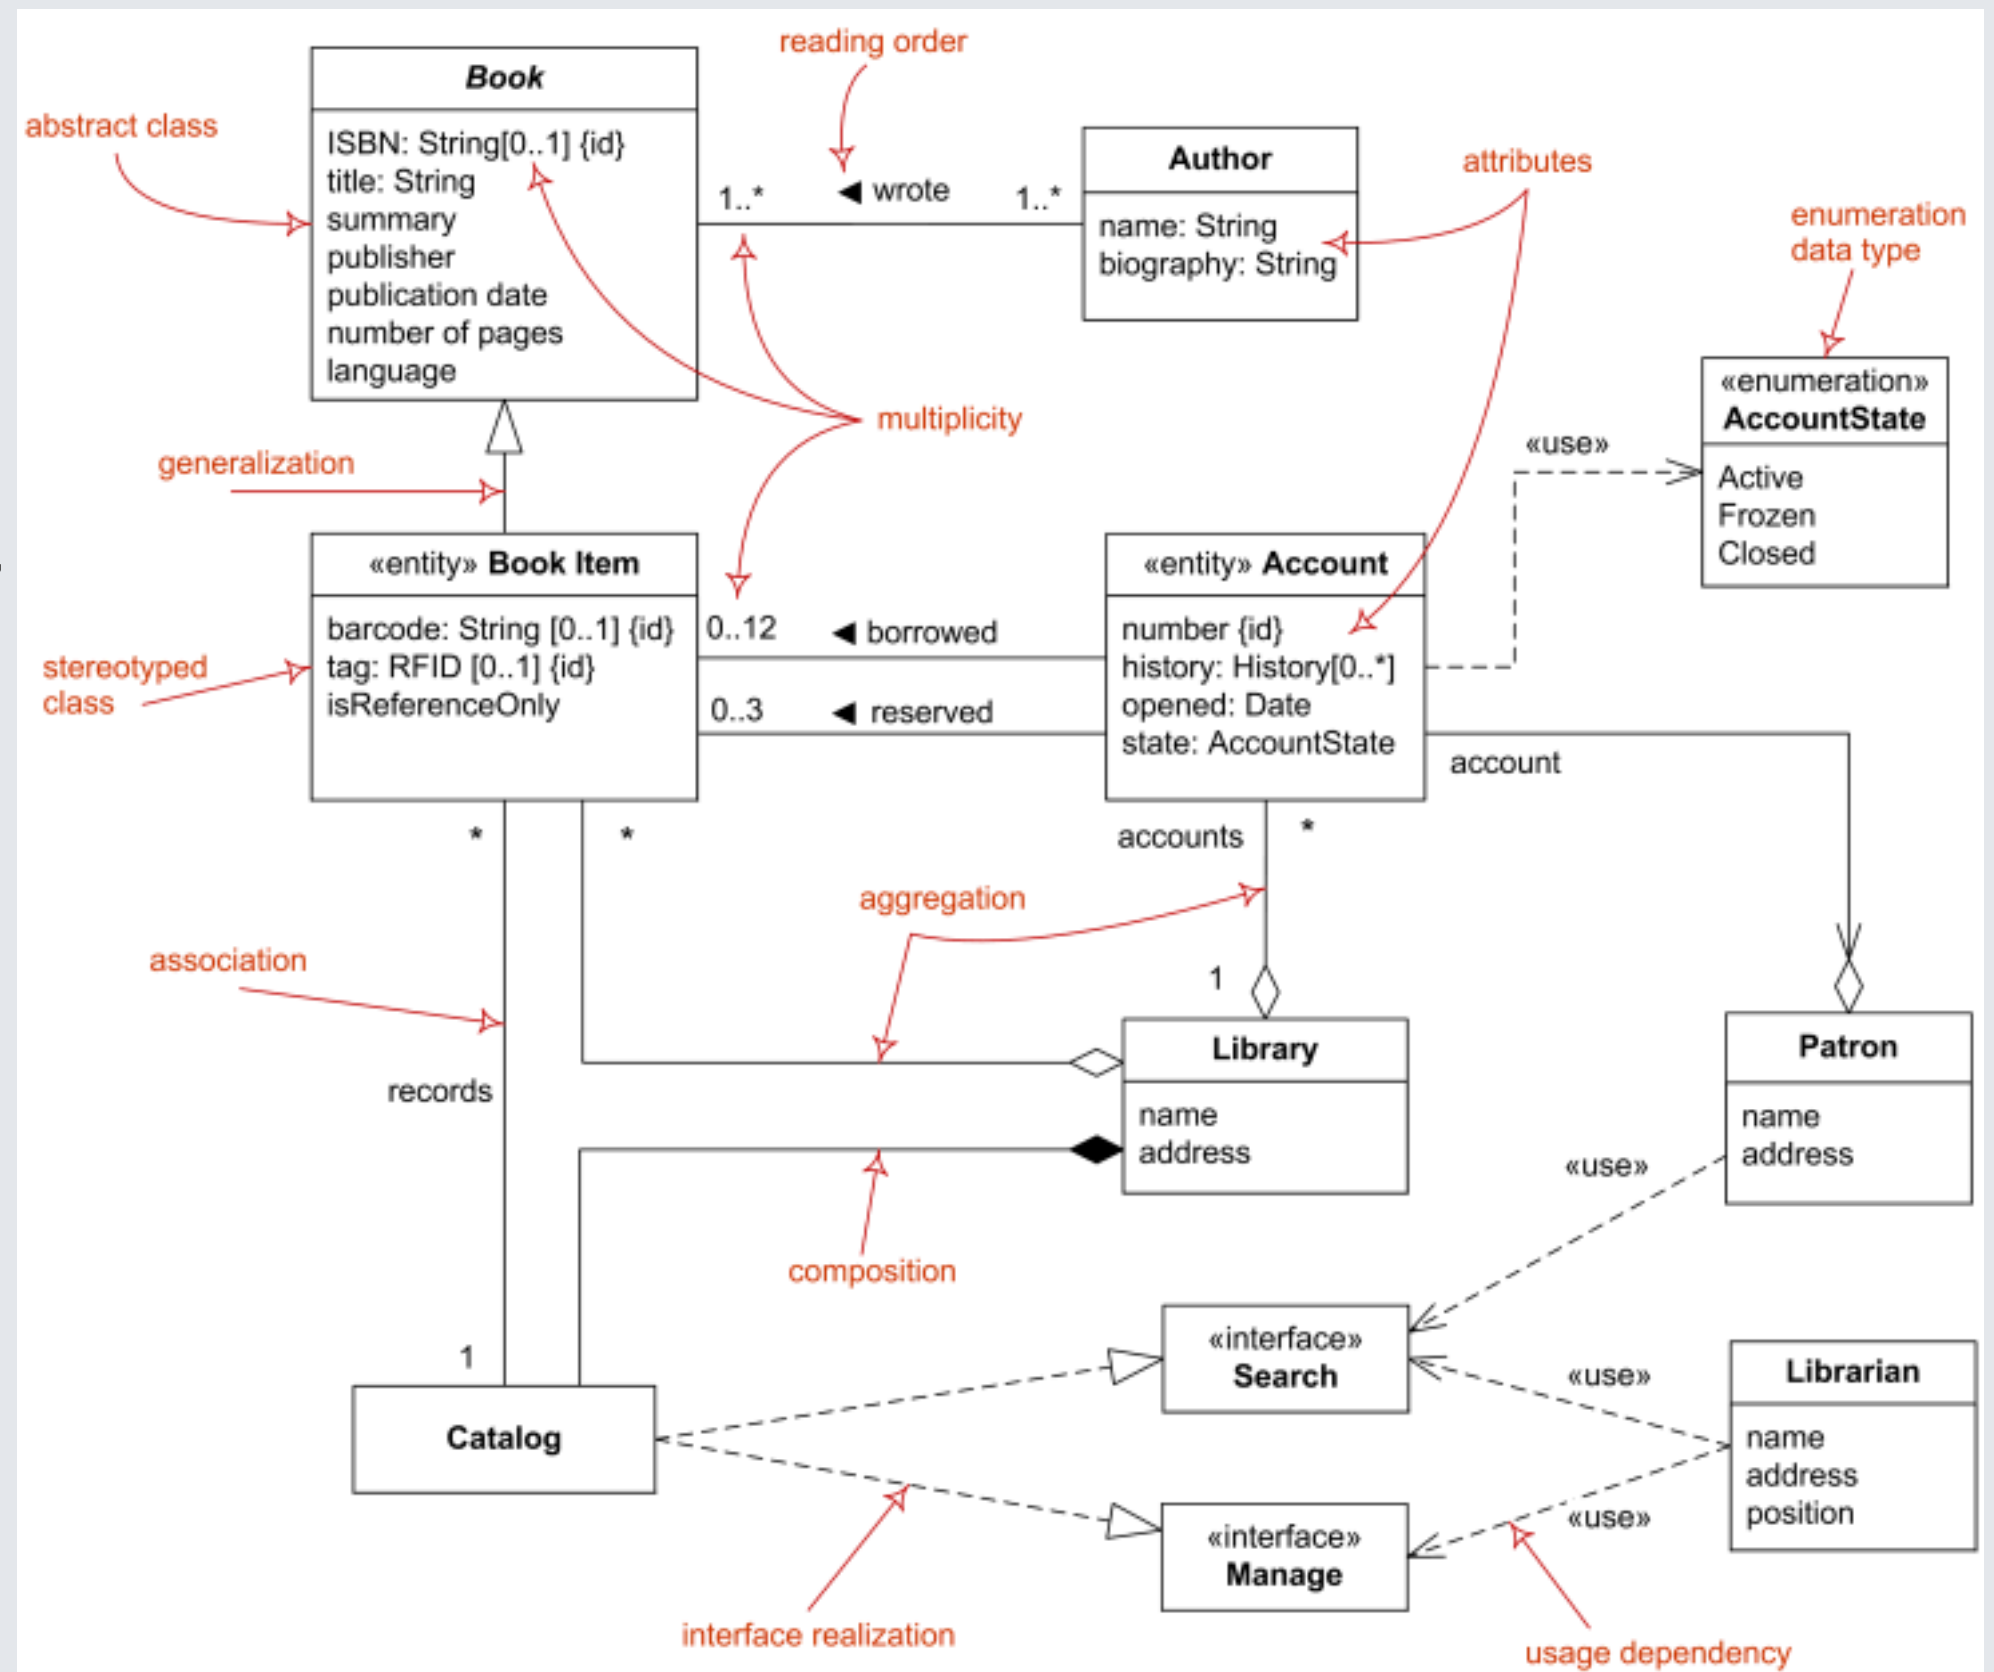 reading order
Book
abstract class
ISBN: String[0..1] {id}
title: String
summary
publisher
publication date
number of pages
language
1..*
◄ wrote
1..*
Author
name: String
biography: String
attributes
enumeration
data type
«enumeration»
AccountState
Active
Frozen
Closed
«use»
multiplicity
generalization
«entity» Book Item
barcode: String [0..1] {id}
tag: RFID [0..1] {id}
isReferenceOnly
stereotyped
class
0..12
◄ borrowed
0..3
◄ reserved
«entity» Account
number {id}
history: History[0..*]
opened: Date
state: AccountState
account
*
*
accounts
*
aggregation
association
1
Library
name
address
Patron
name
address
records
composition
«use»
1
Catalog
«interface»
Search
«use»
Librarian
name
address
position
«interface»
Manage
«use»
interface realization
usage dependency